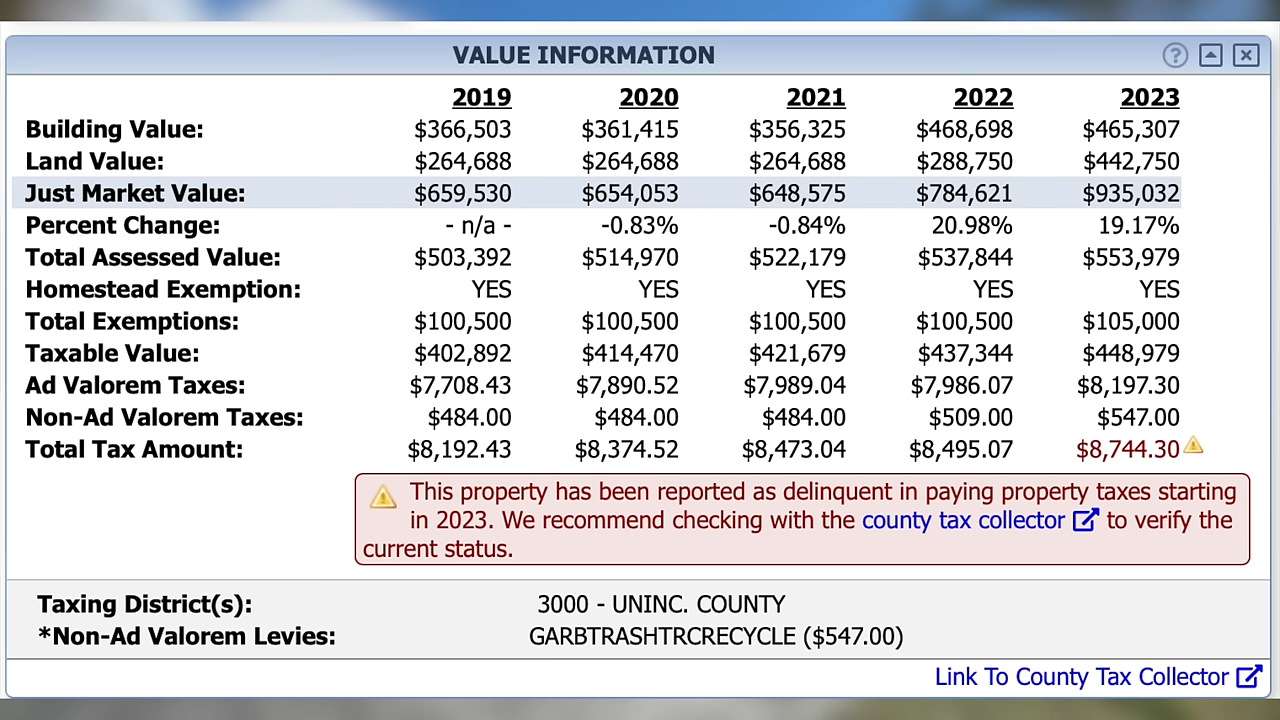 VALUE INFORMATION
2019 2020 2021 2022 2023
Building Value: $366,503 $361,415 $356,325 $468,698 $465,307
Land Value: $264,688 $264,688 $264,688 $288,750 $442,750
Just Market Value: $659,530 $654,053 $648,575 $784,621 $935,032
Percent Change: - n/a - -0.83% -0.84% 20.98% 19.17%
Total Assessed Value: $503,392 $514,970 $522,179 $537,844 $553,979
Homestead Exemption: YES YES YES YES YES
Total Exemptions: $100,500 $100,500 $100,500 $100,500 $105,000
Taxable Value: $402,892 $414,470 $421,679 $437,344 $448,979
Ad Valorem Taxes: $7,708.43 $7,890.52 $7,989.04 $7,986.07 $8,197.30
Non-Ad Valorem Taxes: $484.00 $484.00 $484.00 $509.00 $547.00
Total Tax Amount: $8,192.43 $8,374.52 $8,473.04 $8,495.07 $8,744.30
This property has been reported as delinquent in paying property taxes starting
in 2023. We recommend checking with the county tax collector to verify the
current status.
Taxing District(s): 3000 - UNINC. COUNTY
*Non-Ad Valorem Levies: GARBTRASHTRCRECYCLE ($547.00)
Link To County Tax Collector